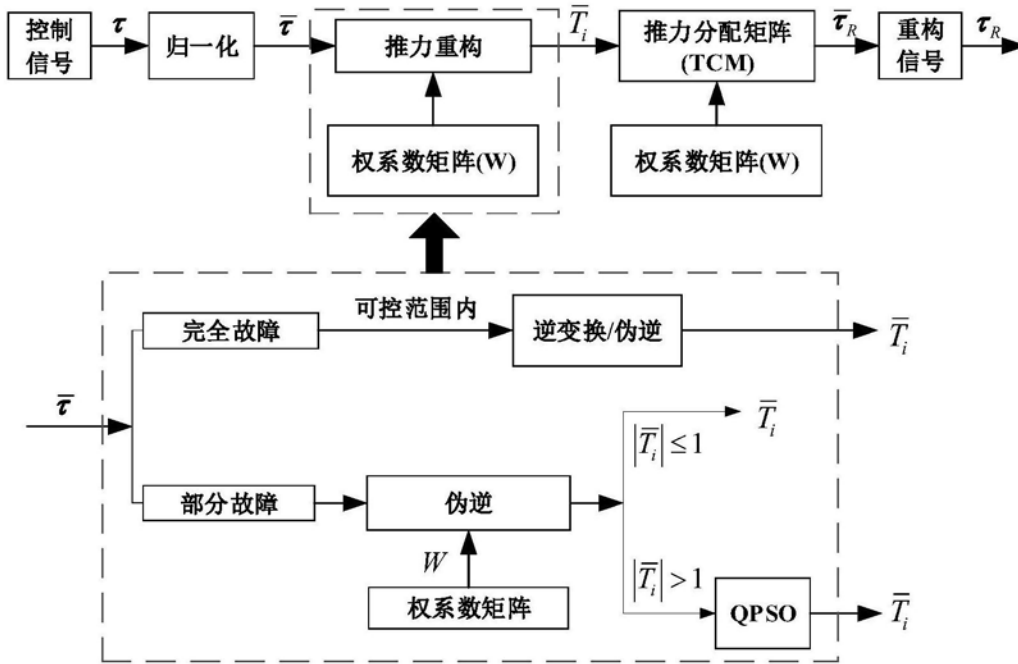 控制
信号
τ
归一化
τ̄
推力重构
T̄ᵢ
推力分配矩阵
(TCM)
τ̄_R
重构
信号
τ_R
权系数矩阵(W)
权系数矩阵(W)
完全故障
可控范围内
逆变换/伪逆
T̄ᵢ
τ̄
部分故障
伪逆
|T̄ᵢ| ≤ 1
T̄ᵢ
W
权系数矩阵
|T̄ᵢ| > 1
QPSO
T̄ᵢ